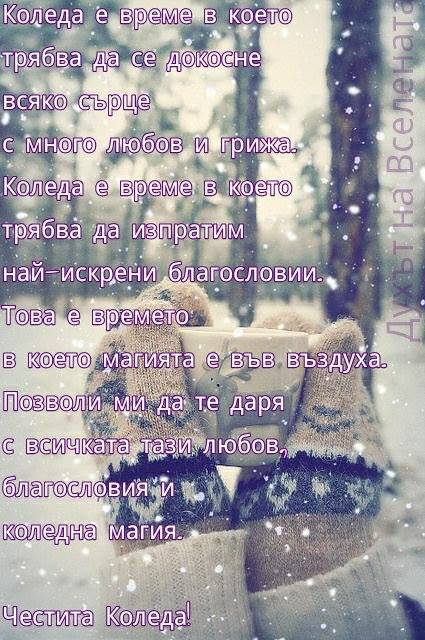 Коледа е време в което
трябва да се докосне
всяко сърце
с много любов и грижа.
Коледа е време в което
трябва да изпратим
най-искрени благословии.
Това е времето
в което магията е във въздуха.
Позволи ми да те даря
с всичката тази любов,
благословия и
коледна магия.
Честита Коледа!
Духът на Вселената